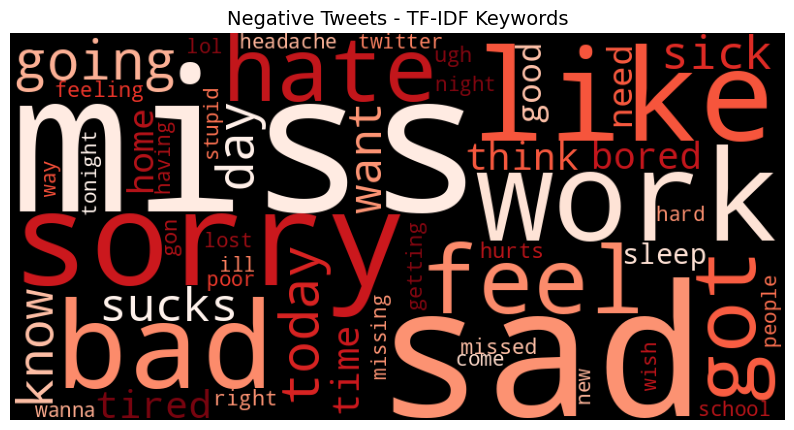 Negative Tweets - TF-IDF Keywords
going
lol
headache
twitter
hate
ugh
night
feeling
miss
like
good
need
sick
stupid
day
home
having
tonight
way
want
think
bored
work
hard
sorry
gon
lost
ill
poor
getting
hurts
sleep
feel
got
people
know
sucks
bad
today
time
missing
missed
come
sad
new
wish
school
wanna
tired
right